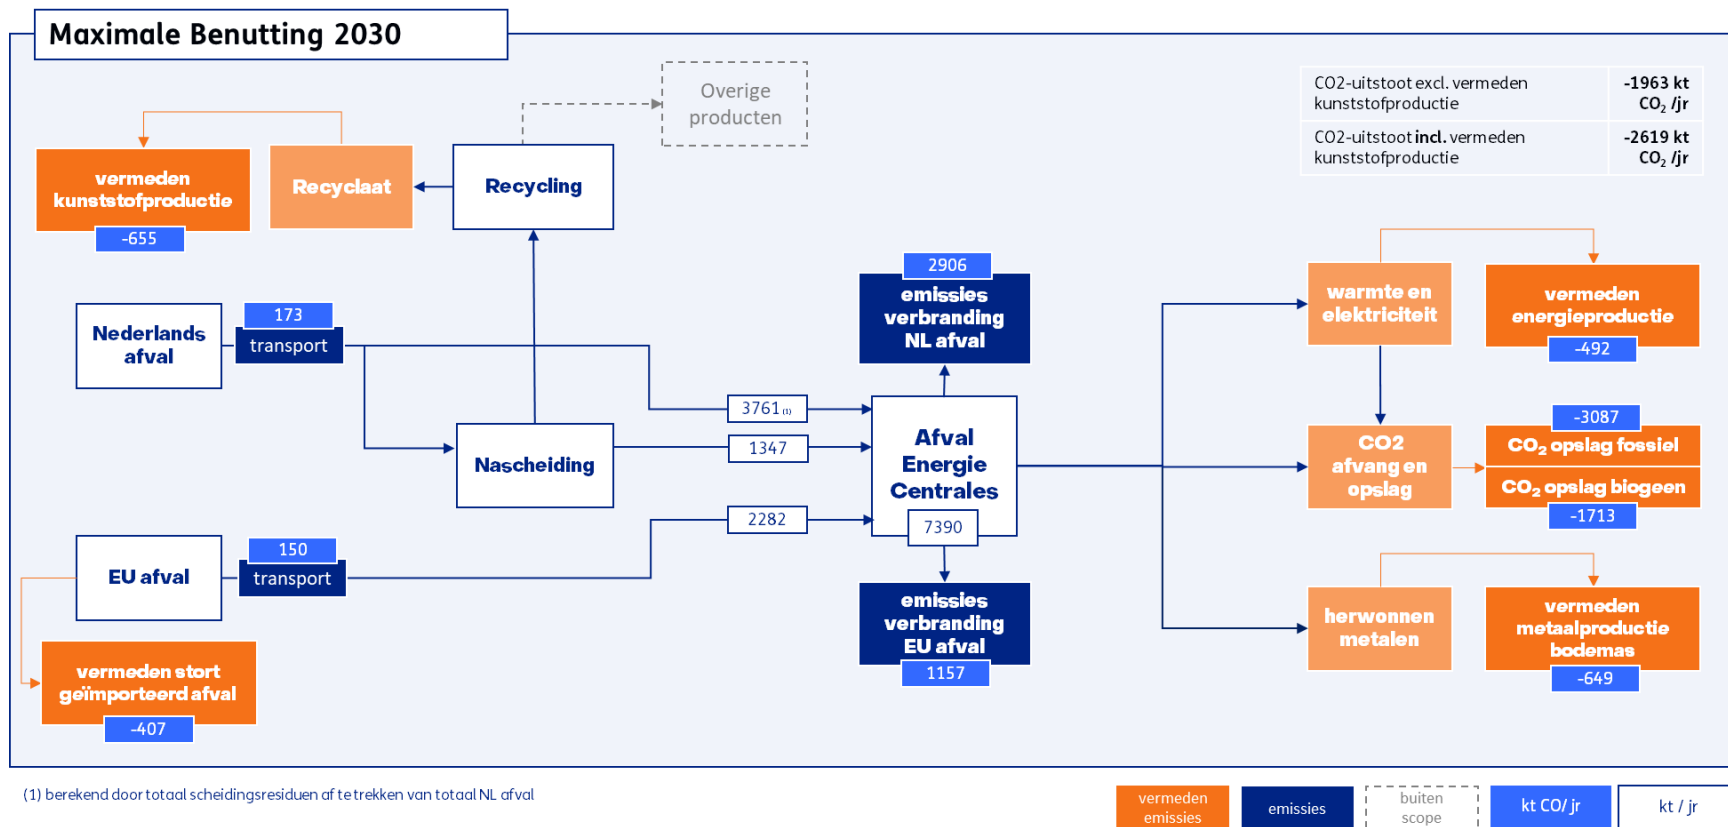 Maximale Benutting 2030
CO2-uitstoot excl. vermeden
kunststofproductie
-1963 kt
CO₂ /jr
CO2-uitstoot incl. vermeden
kunststofproductie
-2619 kt
CO₂ /jr
Overige
producten
vermeden
kunststofproductie
-655
Recyclaat
Recycling
Nederlands
afval
173
transport
Nascheiding
EU afval
150
transport
vermeden stort
geïmporteerd afval
-407
3761 (1)
1347
2282
2906
emissies
verbranding
NL afval
Afval
Energie
Centrales
7390
emissies
verbranding
EU afval
1157
warmte en
elektriciteit
vermeden
energieproductie
-492
CO2
afvang en
opslag
-3087
CO₂ opslag fossiel
CO₂ opslag biogeen
-1713
herwonnen
metalen
vermeden
metaalproductie
bodemas
-649
(1) berekend door totaal scheidingsresiduen af te trekken van totaal NL afval
vermeden
emissies
emissies
buiten
scope
kt CO/ jr
kt / jr